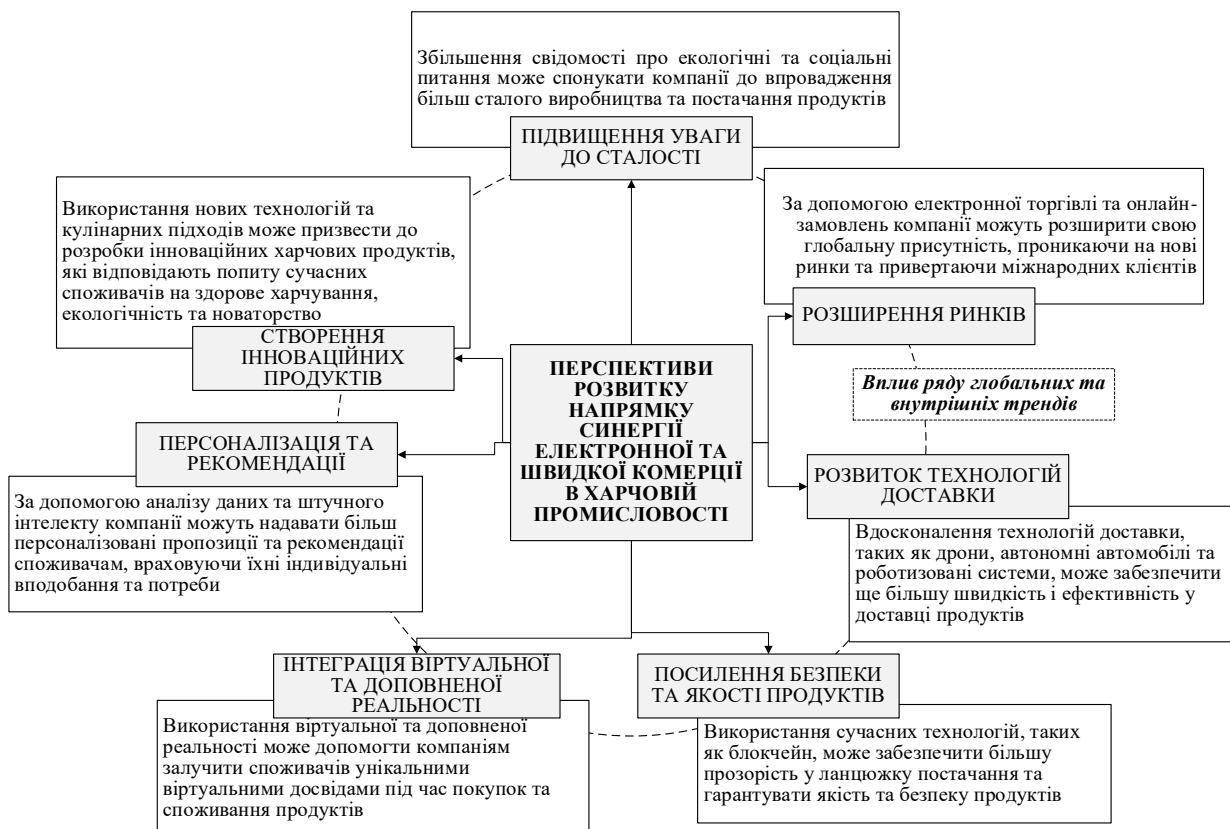 Збільшення свідомості про екологічні та соціальні
питання може спонукати компанії до впровадження
більш сталого виробництва та постачання продуктів
ПІДВИЩЕННЯ УВАГИ
ДО СТАЛОСТІ
Використання нових технологій та
кулінарних підходів може призвести до
розробки інноваційних харчових продуктів,
які відповідають попиту сучасних
споживачів на здорове харчування,
екологічність та новаторство
СТВОРЕННЯ
ІННОВАЦІЙНИХ
ПРОДУКТІВ
За допомогою електронної торгівлі та онлайн-
замовлень компанії можуть розширити свою
глобальну присутність, проникаючи на нові
ринки та привертаючи міжнародних клієнтів
РОЗШИРЕННЯ РИНКІВ
ПЕРСПЕКТИВИ
РОЗВИТКУ
НАПРЯМКУ
СИНЕРГІЇ
ЕЛЕКТРОННОЇ ТА
ШВИДКОЇ КОМЕРЦІЇ
В ХАРЧОВІЙ
ПРОМИСЛОВОСТІ
Вплив ряду глобальних та
внутрішніх трендів
ПЕРСОНАЛІЗАЦІЯ ТА
РЕКОМЕНДАЦІЇ
За допомогою аналізу даних та штучного
інтелекту компанії можуть надавати більш
персоналізовані пропозиції та рекомендації
споживачам, враховуючи їхні індивідуальні
вподобання та потреби
РОЗВИТОК ТЕХНОЛОГІЙ
ДОСТАВКИ
Вдосконалення технологій доставки,
таких як дрони, автономні автомобілі та
роботизовані системи, може забезпечити
ще більшу швидкість і ефективність у
доставці продуктів
ІНТЕГРАЦІЯ ВІРТУАЛЬНОЇ
ТА ДОПОВНЕНОЇ
РЕАЛЬНОСТІ
Використання віртуальної та доповненої
реальності може допомогти компаніям
залучити споживачів унікальними
віртуальними досвідами під час покупок та
споживання продуктів
ПОСИЛЕННЯ БЕЗПЕКИ
ТА ЯКОСТІ ПРОДУКТІВ
Використання сучасних технологій, таких
як блокчейн, може забезпечити більшу
прозорість у ланцюжку постачання та
гарантувати якість та безпеку продуктів